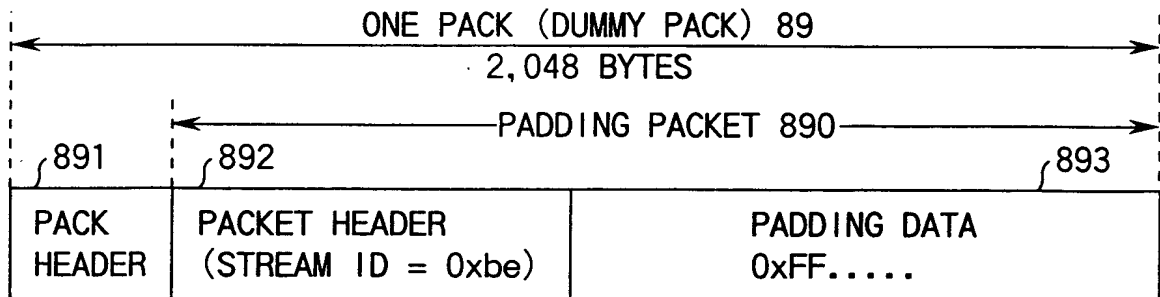 ONE PACK (DUMMY PACK) 89
2,048 BYTES
PADDING PACKET 890
891
892
893
PACK
HEADER
PACKET HEADER
(STREAM ID = 0xbe)
PADDING DATA
0xFF.....